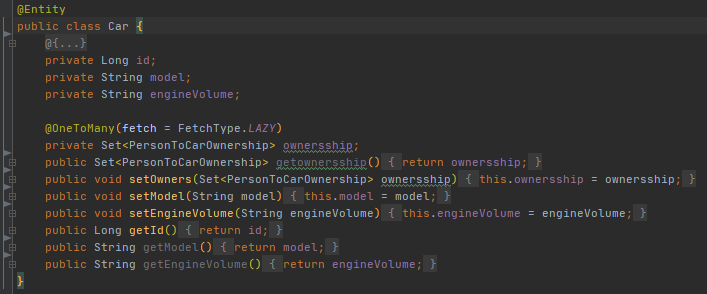 @Entity
public class Car {
@{...}
private Long id;
private String model;
private String engineVolume;
@OneToMany(fetch = FetchType.LAZY)
private Set<PersonToCarOwnership> ownersship;
public Set<PersonToCarOwnership> getownersship() { return ownersship; }
public void setOwners(Set<PersonToCarOwnership> ownersship) { this.ownersship = ownersship; }
public void setModel(String model) { this.model = model; }
public void setEngineVolume(String engineVolume) { this.engineVolume = engineVolume; }
public Long getId() { return id; }
public String getModel() { return model; }
public String getEngineVolume() { return engineVolume; }
}